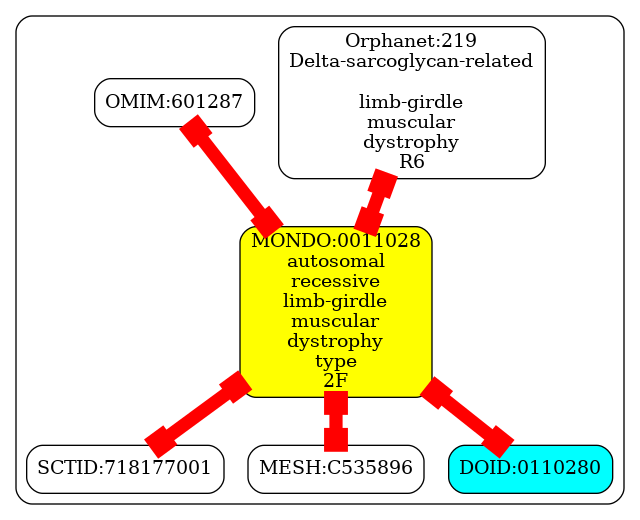 Orphanet:219
Delta-sarcoglycan-related
limb-girdle
muscular
dystrophy
R6
OMIM:601287
MONDO:0011028
autosomal
recessive
limb-girdle
muscular
dystrophy
type
2F
SCTID:718177001
MESH:C535896
DOID:0110280